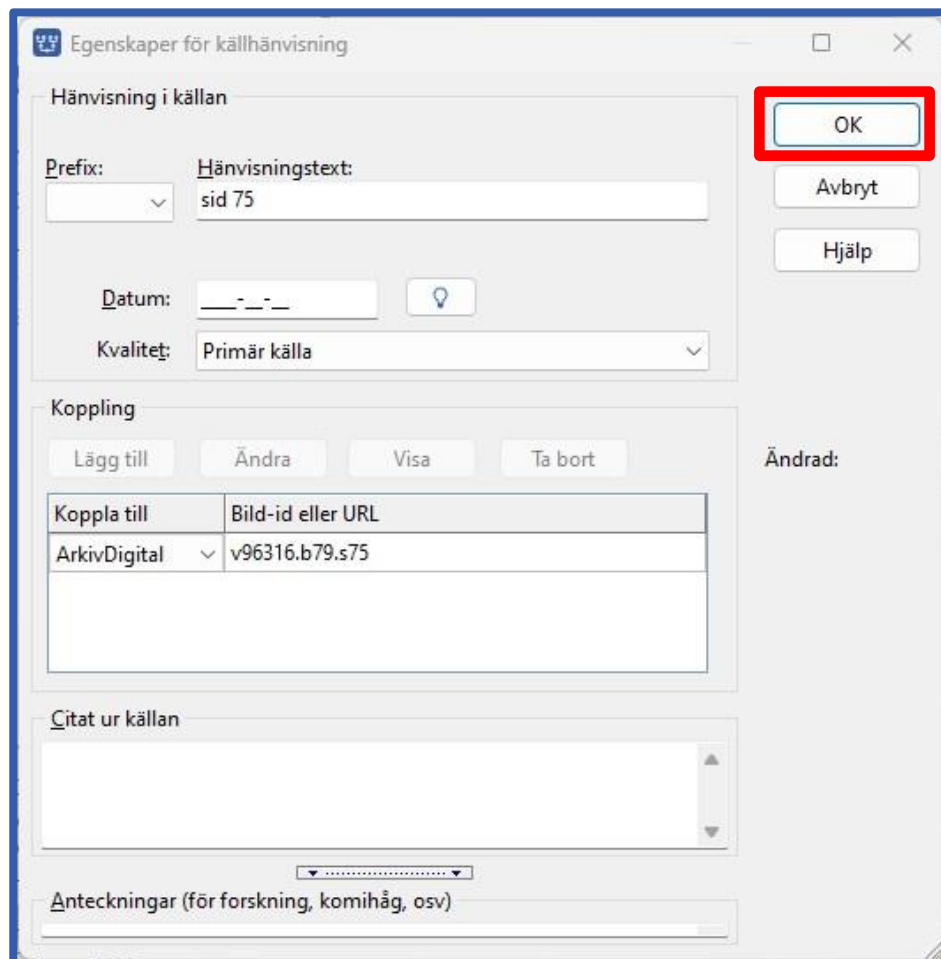 Egenskaper för källhänvisning
Hänvisning i källan
OK
Prefix: Hänvisningstext:
sid 75
Avbryt
Hjälp
Datum: ____-__-__
Kvalitet: Primär källa
Koppling
Lägg till Ändra Visa Ta bort Ändrad:
Koppla till Bild-id eller URL
ArkivDigital v96316.b79.s75
Citat ur källan
Anteckningar (för forskning, komihåg, osv)